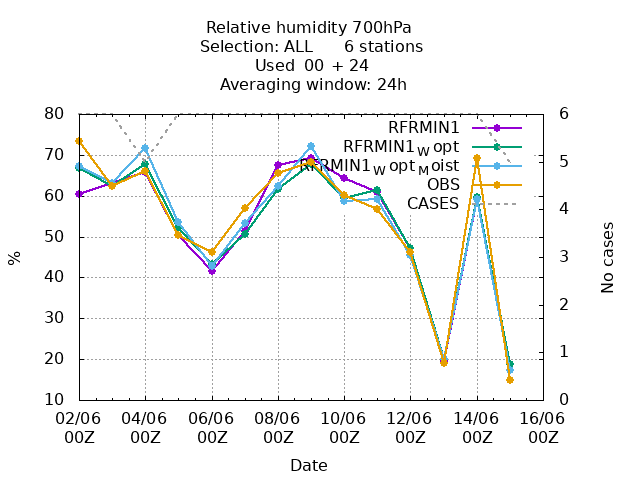 Relative humidity 700hPa
Selection: ALL 6 stations
Used 00 + 24
Averaging window: 24h
80 6
RFRMIN1
RFRMIN1_W opt
70 5
RFRMIN1_W opt_M oist
OBS
60 4
CASES
50
40 3
30 2
20 1
10 0
%
No cases
02/06 04/06 06/06 08/06 10/06 12/06 14/06 16/06
00Z 00Z 00Z 00Z 00Z 00Z 00Z 00Z
Date